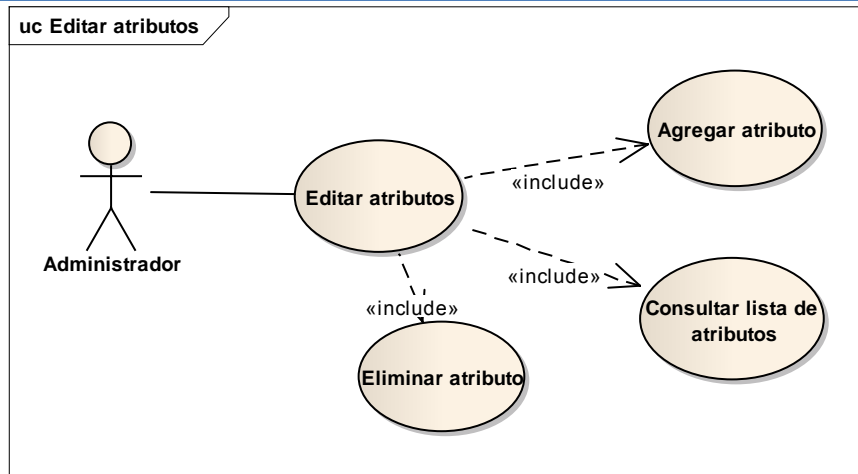 uc Editar atributos
Agregar atributo
Editar atributos
«include»
Administrador
«include»
Consultar lista de
atributos
«include»
Eliminar atributo